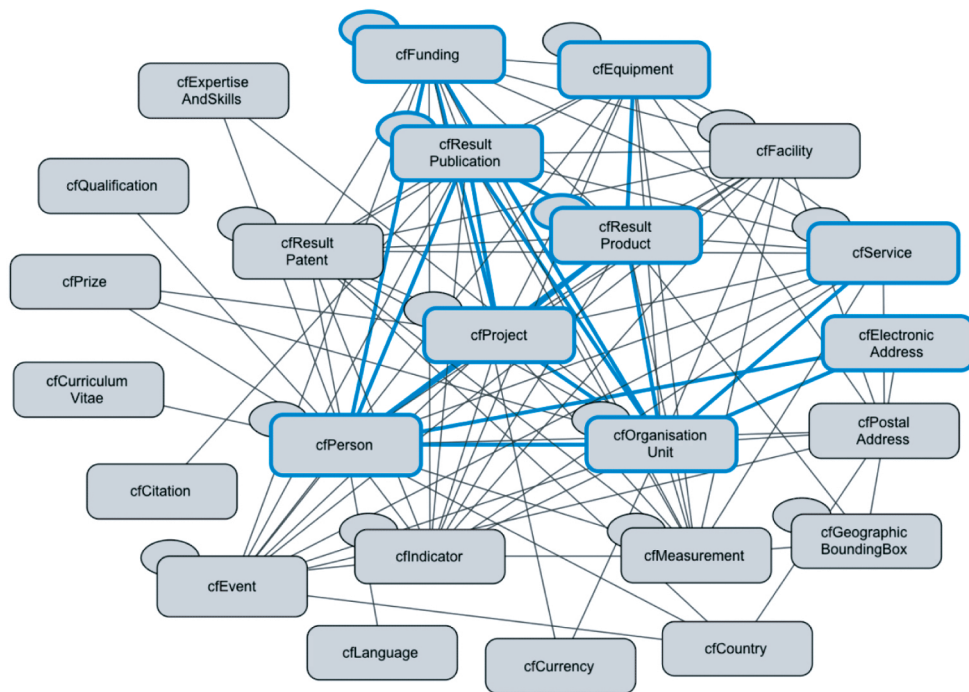 cfFunding
cfEquipment
cfExpertise
AndSkills
cfResult
Publication
cfFacility
cfQualification
cfResult
Patent
cfResult
Product
cfService
cfPrize
cfProject
cfElectronic
Address
cfCurriculum
Vitae
cfPerson
cfOrganisation
Unit
cfPostal
Address
cfCitation
cfIndicator
cfMeasurement
cfGeographic
BoundingBox
cfEvent
cfLanguage
cfCurrency
cfCountry